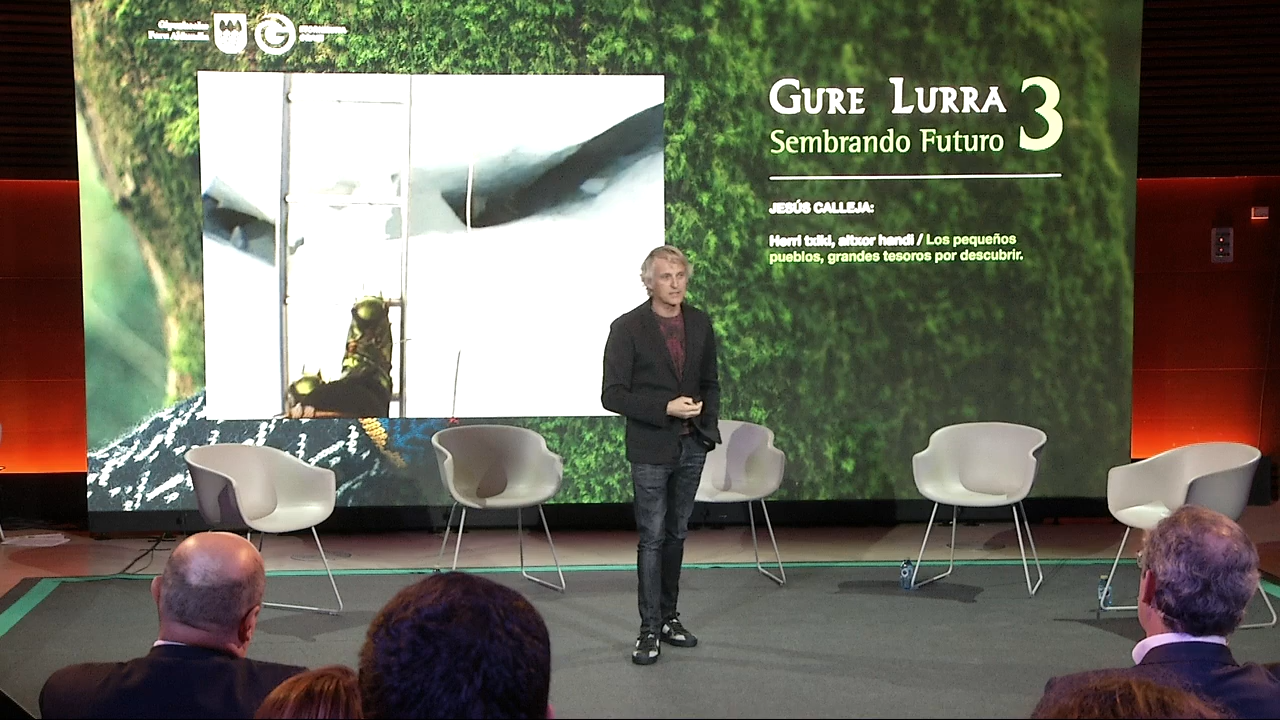 GURE LURRA 3
Sembrando Futuro
JESÚS CALLEJA:
Herri txiki, altxor handi / Los pequeños
pueblos, grandes tesoros por descubrir.